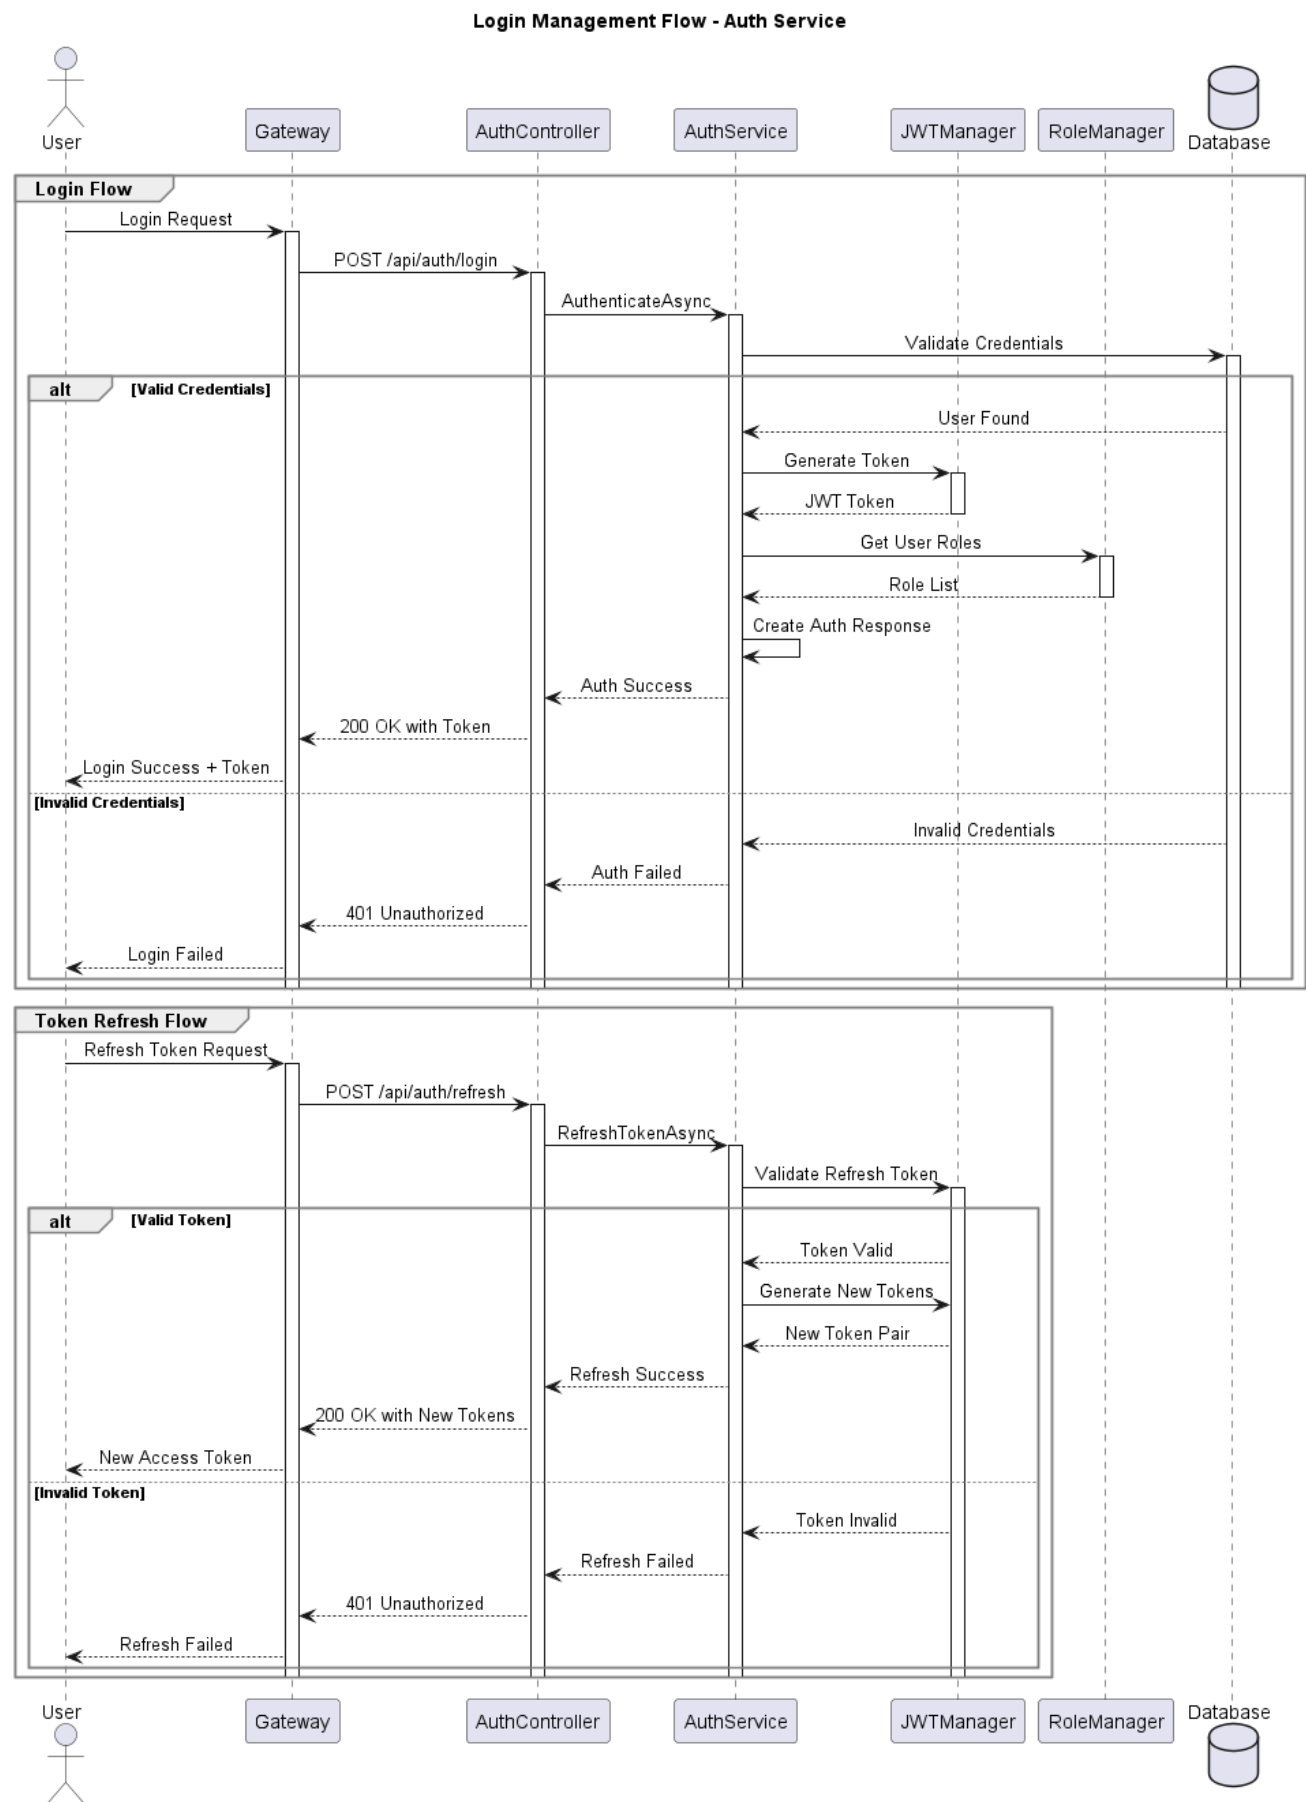 Login Management Flow - Auth Service
User
Gateway
AuthController
AuthService
JWTManager
RoleManager
Database
Login Flow
Login Request
POST /api/auth/login
AuthenticateAsync
Validate Credentials
alt
[Valid Credentials]
User Found
Generate Token
JWT Token
Get User Roles
Role List
Create Auth Response
Auth Success
200 OK with Token
Login Success + Token
[Invalid Credentials]
Invalid Credentials
Auth Failed
401 Unauthorized
Login Failed
Token Refresh Flow
Refresh Token Request
POST /api/auth/refresh
RefreshTokenAsync
Validate Refresh Token
alt
[Valid Token]
Token Valid
Generate New Tokens
New Token Pair
Refresh Success
200 OK with New Tokens
New Access Token
[Invalid Token]
Token Invalid
Refresh Failed
401 Unauthorized
Refresh Failed
User
Gateway
AuthController
AuthService
JWTManager
RoleManager
Database